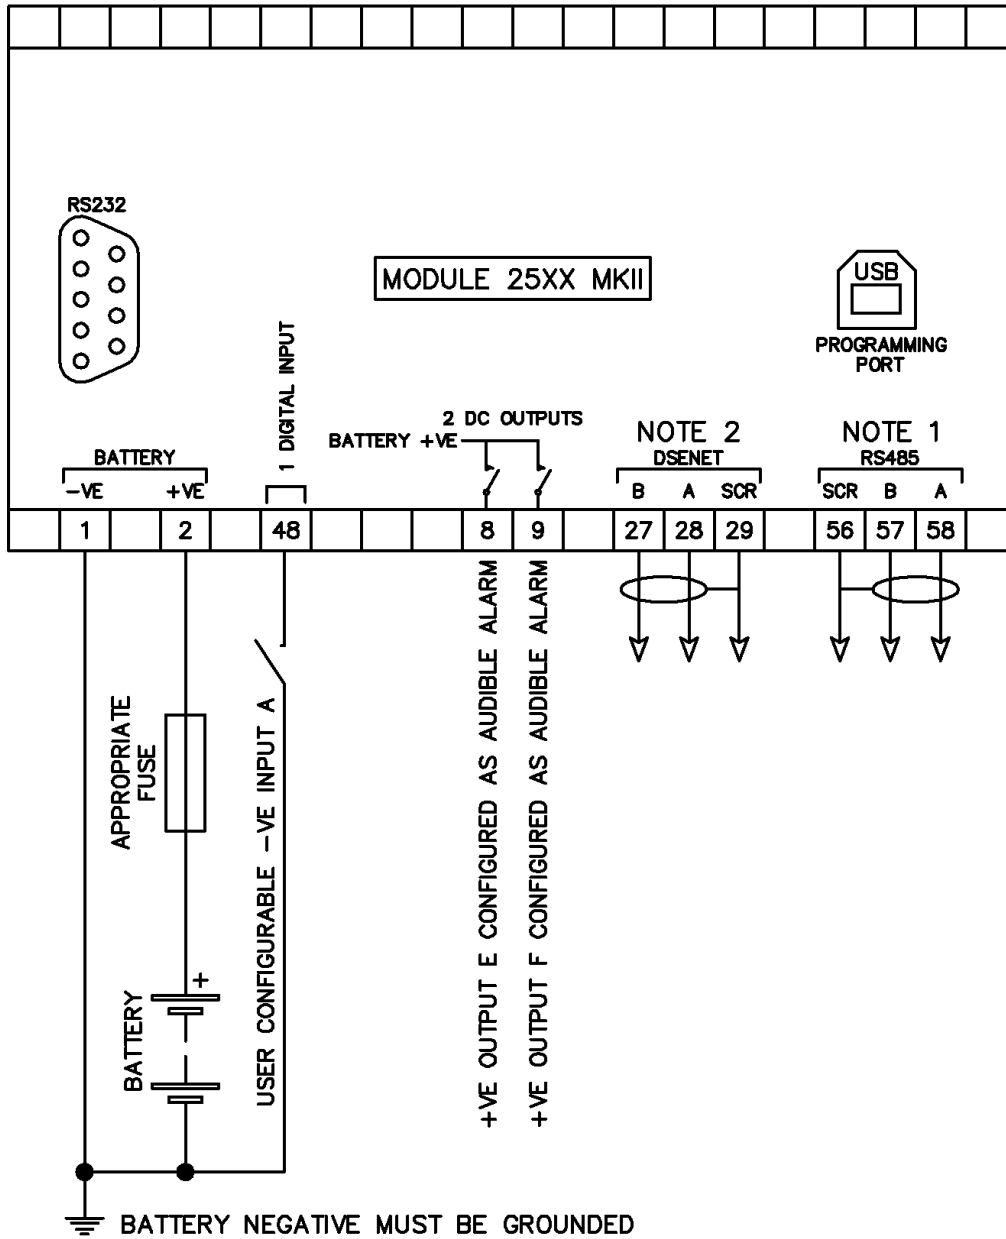 RS232
MODULE 25XX MKII
USB
PROGRAMMING
PORT
1 DIGITAL INPUT
2 DC OUTPUTS
BATTERY +VE
NOTE 2
DSENET
NOTE 1
RS485
BATTERY
-VE +VE
B A SCR
SCR B A
1 2 48 8 9 27 28 29 56 57 58
APPROPRIATE
FUSE
BATTERY
+
USER CONFIGURABLE -VE INPUT A
+VE OUTPUT E CONFIGURED AS AUDIBLE ALARM
+VE OUTPUT F CONFIGURED AS AUDIBLE ALARM
BATTERY NEGATIVE MUST BE GROUNDED